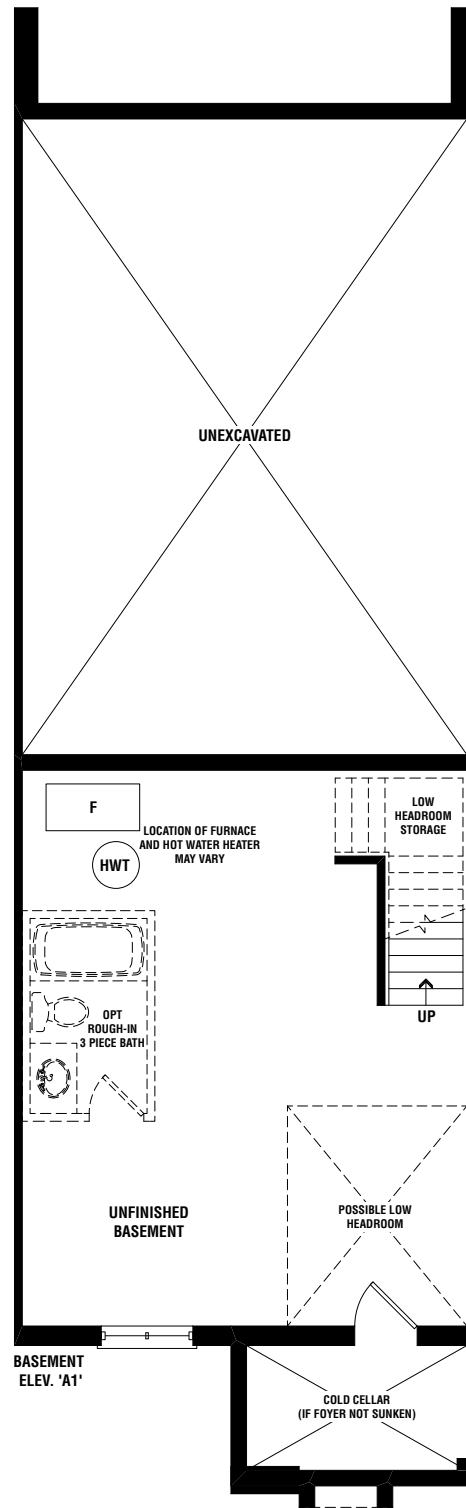 UNEXCAVATED
F
LOCATION OF FURNACE
AND HOT WATER HEATER
MAY VARY
HWT
LOW
HEADROOM
STORAGE
OPT
ROUGH-IN
3 PIECE BATH
UP
UNFINISHED
BASEMENT
POSSIBLE LOW
HEADROOM
BASEMENT
ELEV. 'A1'
COLD CELLAR
(IF FOYER NOT SUNKEN)